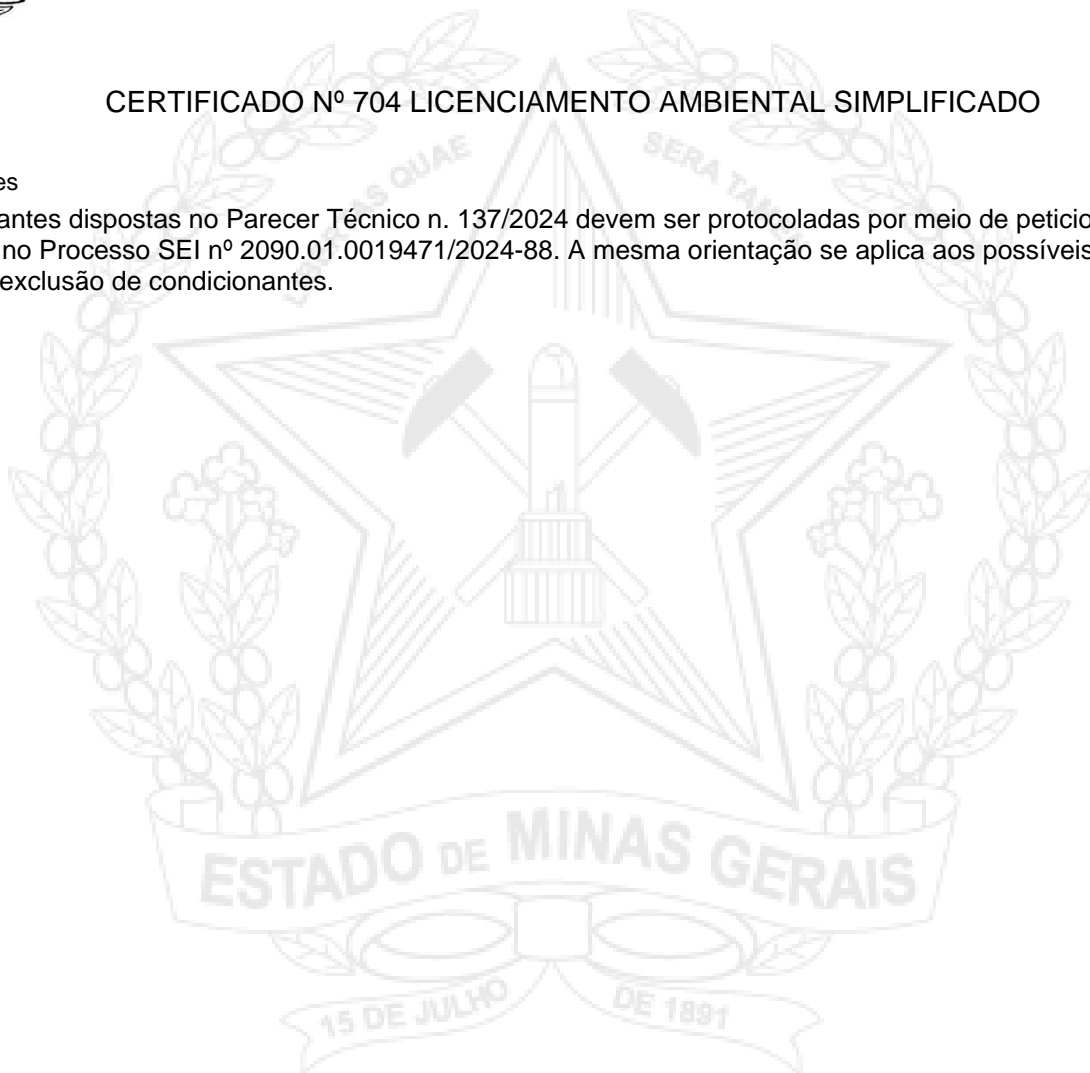 CERTIFICADO Nº 704 LICENCIAMENTO AMBIENTAL SIMPLIFICADO
es
antes dispostas no Parecer Técnico n. 137/2024 devem ser protocoladas por meio de peticio
no Processo SEI nº 2090.01.0019471/2024-88. A mesma orientação se aplica aos possíveis
exclusão de condicionantes.
QUAE
SERA
ESTADO DE MINAS GERAIS
15 DE JULHO DE 1891